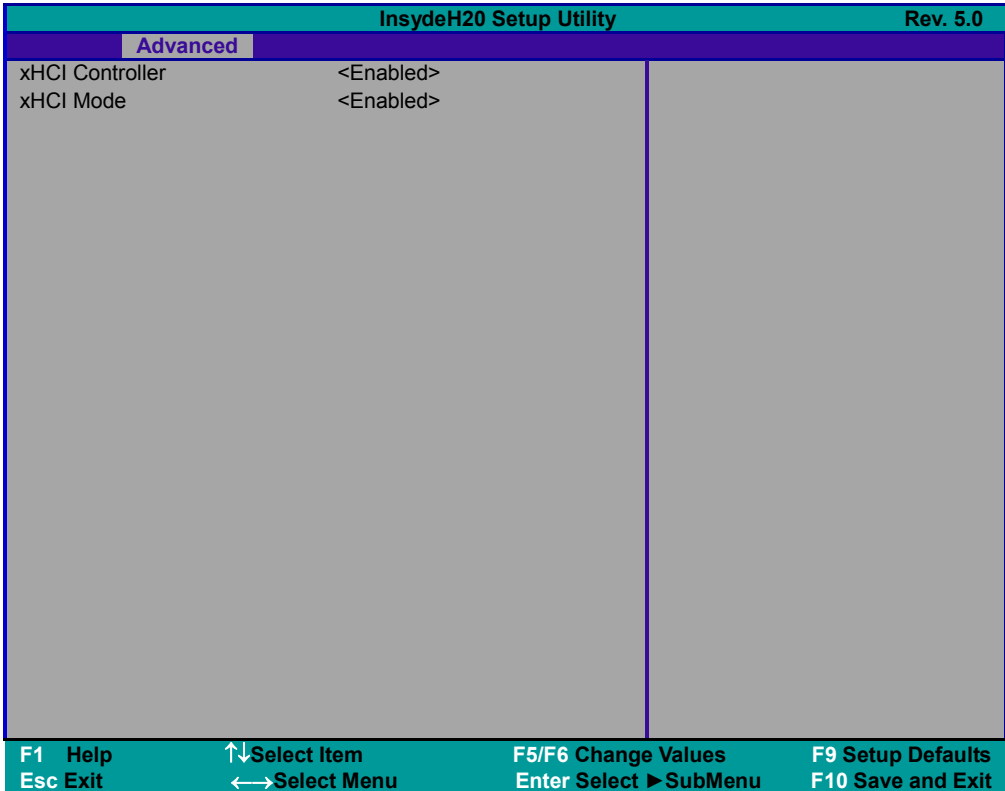 InsydeH20 Setup Utility Rev. 5.0
Advanced
xHCI Controller <Enabled>
xHCI Mode <Enabled>
F1 Help ↑↓Select Item F5/F6 Change Values F9 Setup Defaults
Esc Exit ←→Select Menu Enter Select ►SubMenu F10 Save and Exit